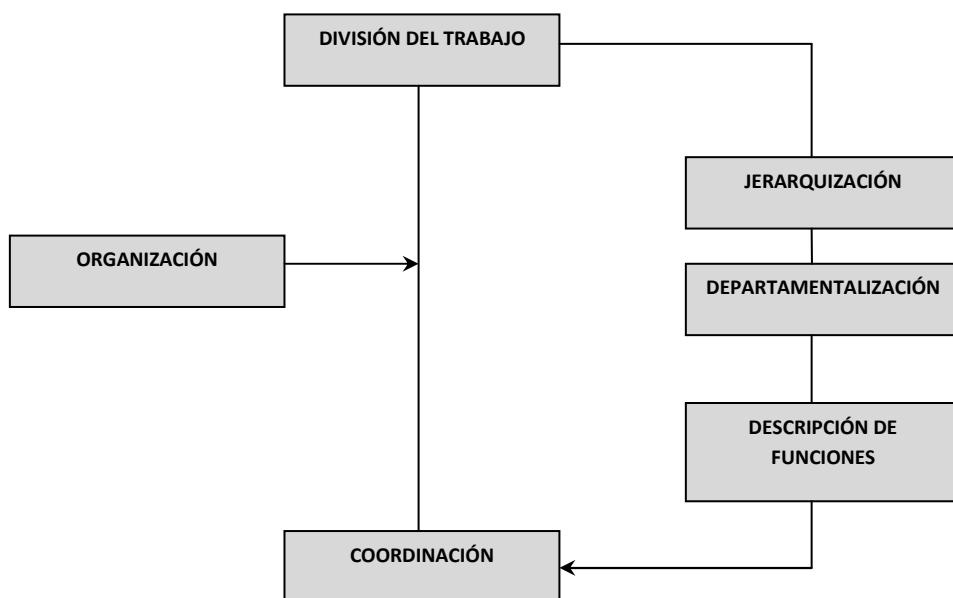 DIVISIÓN DEL TRABAJO
JERARQUIZACIÓN
ORGANIZACIÓN
DEPARTAMENTALIZACIÓN
DESCRIPCIÓN DE
FUNCIONES
COORDINACIÓN